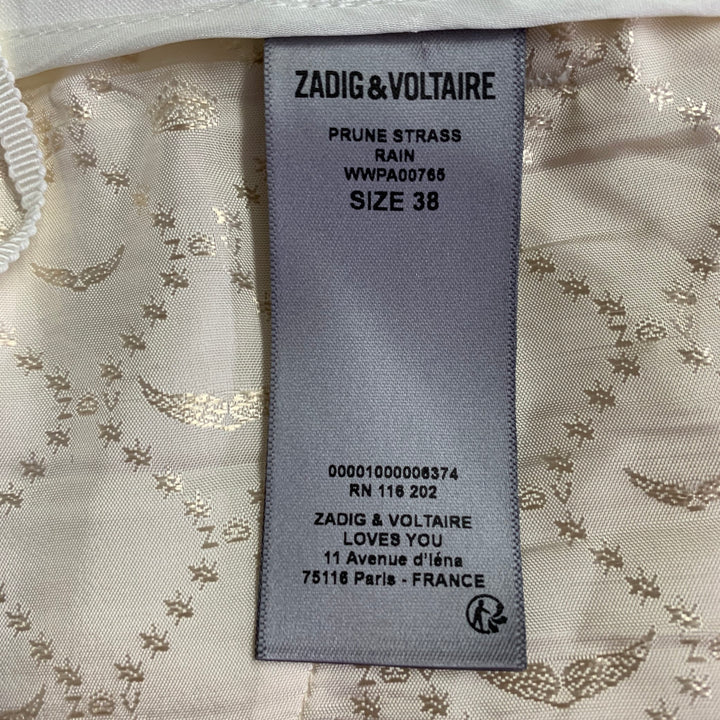 ZADIG&VOLTAIRE
PRUNE STRASS
RAIN
WWPA00765
SIZE 38
00001000006374
RN 116 202
ZADIG & VOLTAIRE
LOVES YOU
11 Avenue d'Iéna
75116 Paris - FRANCE